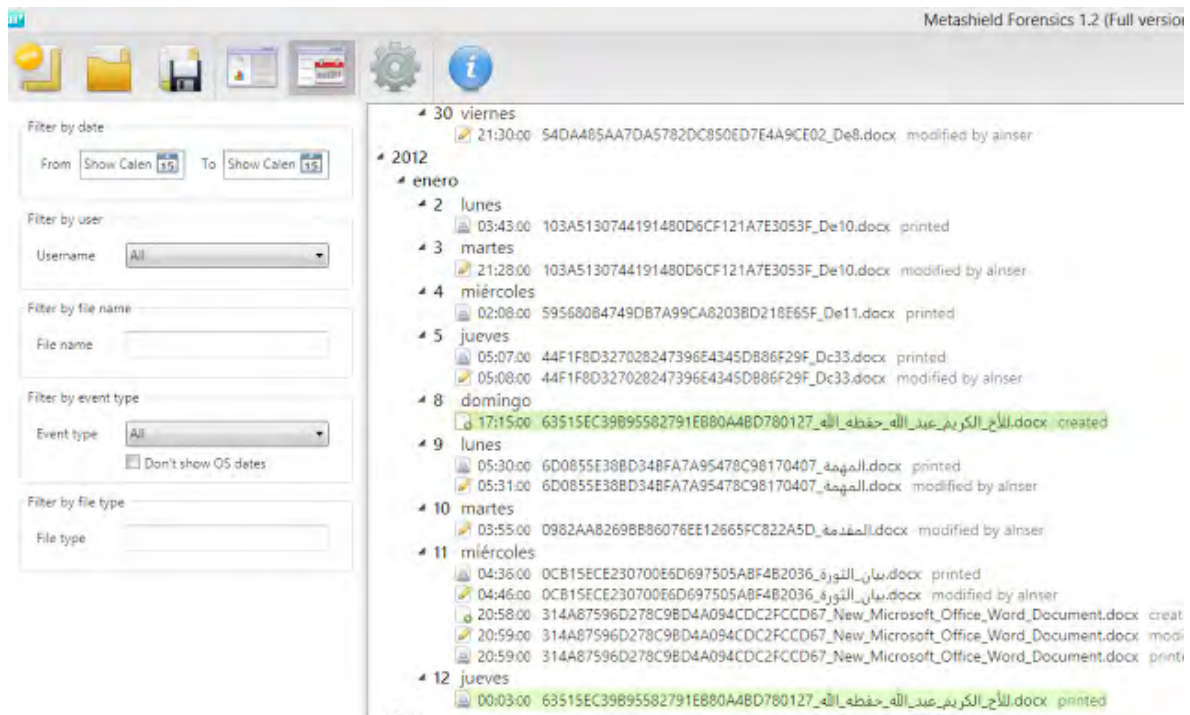 Metashield Forensics 1.2 (Full version
Filter by date
From Show Calen 15 To Show Calen 15
Filter by user
Username All
Filter by file name
File name
Filter by event type
Event type All
Don't show OS dates
Filter by file type
File type
30 viernes
21:30:00 54DA485AA7DA5782DC850ED7E4A9CE02_De8.docx modified by alnser
2012
enero
2 lunes
03:43:00 103A5130744191480D6CF121A7E3053F_De10.docx printed
3 martes
21:28:00 103A5130744191480D6CF121A7E3053F_De10.docx modified by alnser
4 miércoles
02:08:00 595680B4749DB7A99CA8203BD218E65F_De11.docx printed
5 jueves
05:07:00 44F1F8D327028247396E4345DB86F29F_Dc33.docx printed
05:08:00 44F1F8D327028247396E4345DB86F29F_Dc33.docx modified by alnser
8 domingo
17:15:00 63515EC39B95582791EB80A4BD780127_للأخ_الكريم_عبد_الله_حفظه_الله.docx created
9 lunes
05:30:00 6D0855E38BD34BFA7A95478C98170407_المهمة.docx printed
05:31:00 6D0855E38BD34BFA7A95478C98170407_المهمة.docx modified by alnser
10 martes
03:55:00 0982AA8269BB86076EE12665FC822A5D_المقدمة.docx modified by alnser
11 miércoles
04:36:00 0CB15ECE230700E6D697505ABF4B2036_بيان_الثورة.docx printed
04:46:00 0CB15ECE230700E6D697505ABF4B2036_بيان_الثورة.docx modified by alnser
20:58:00 314A87596D278C9BD4A094CDC2FCCD67_New_Microsoft_Office_Word_Document.docx creat
20:59:00 314A87596D278C9BD4A094CDC2FCCD67_New_Microsoft_Office_Word_Document.docx modi
20:59:00 314A87596D278C9BD4A094CDC2FCCD67_New_Microsoft_Office_Word_Document.docx printe
12 jueves
00:03:00 63515EC39B95582791EB80A4BD780127_للأخ_الكريم_عبد_الله_حفظه_الله.docx printed